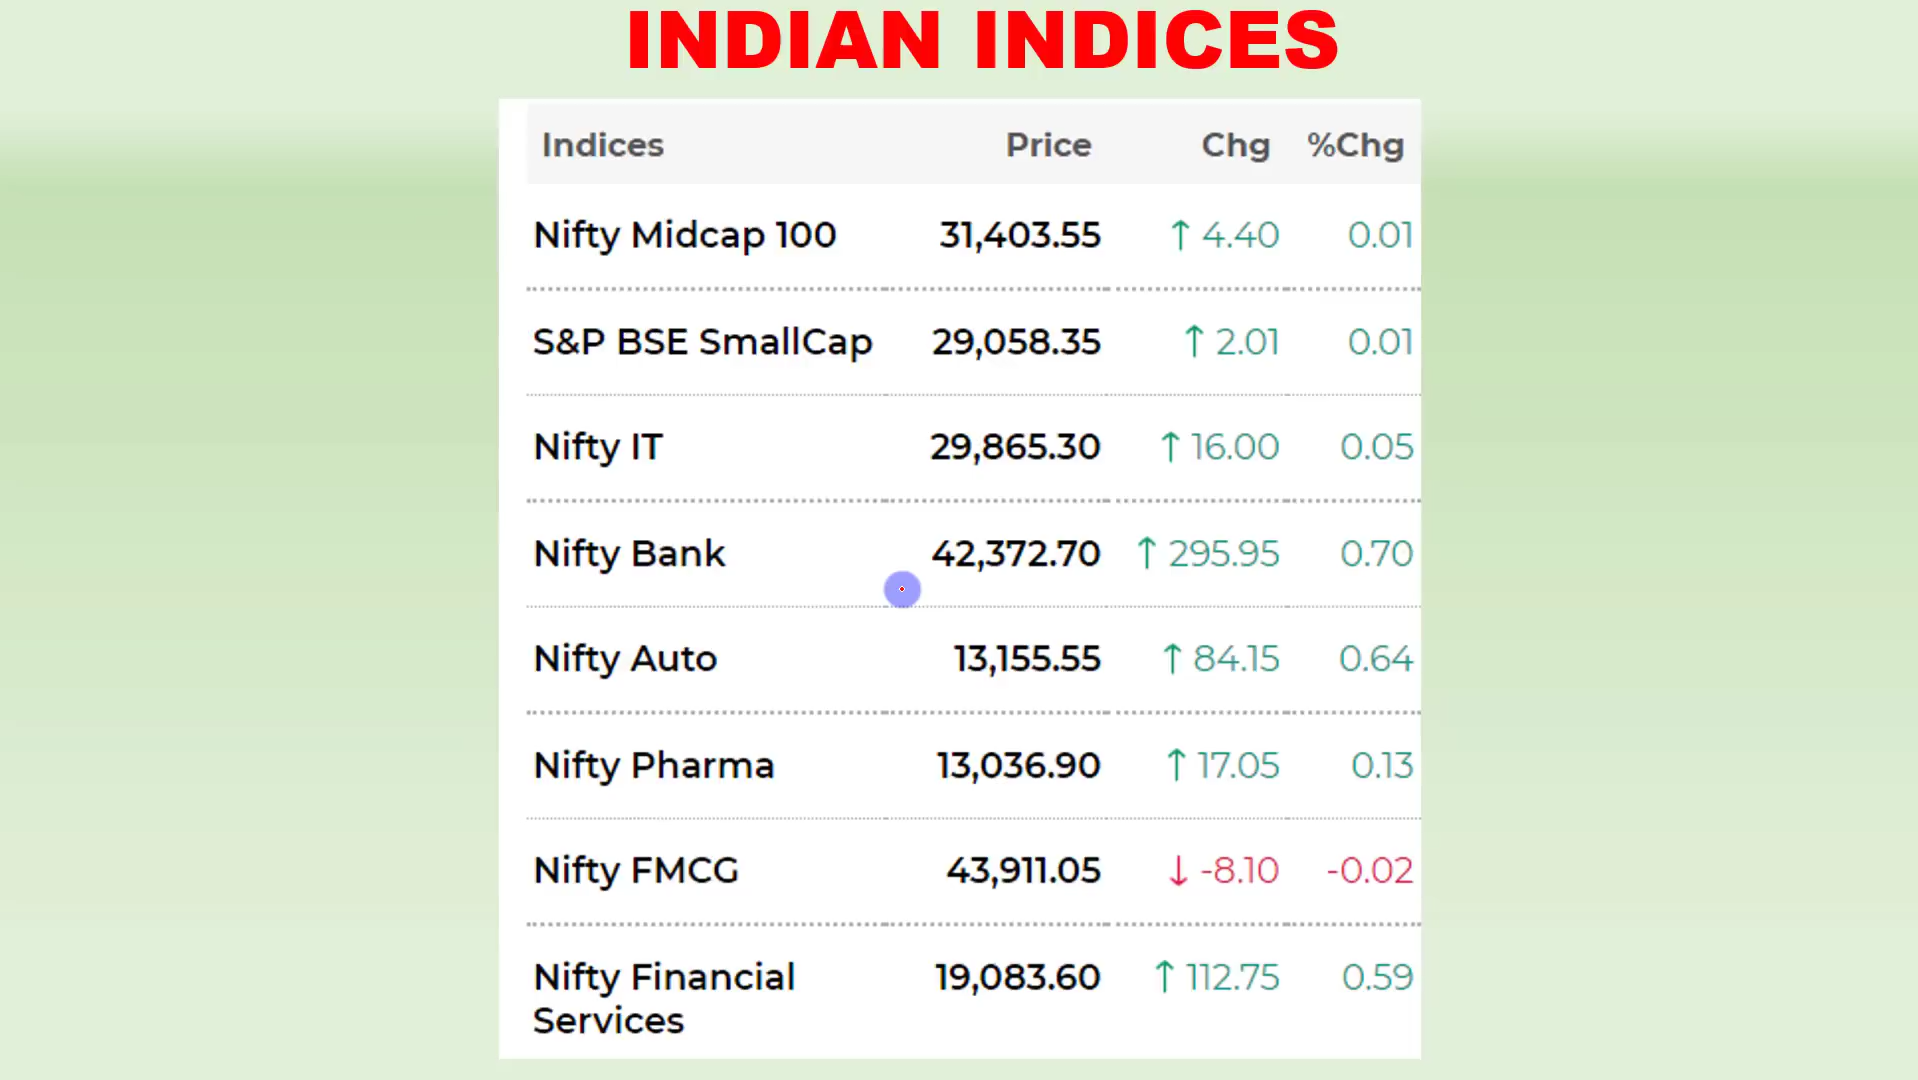 INDIAN INDICES
Indices Price Chg %Chg
Nifty Midcap 100 31,403.55 ↑ 4.40 0.01
S&P BSE SmallCap 29,058.35 ↑ 2.01 0.01
Nifty IT 29,865.30 ↑ 16.00 0.05
Nifty Bank 42,372.70 ↑ 295.95 0.70
Nifty Auto 13,155.55 ↑ 84.15 0.64
Nifty Pharma 13,036.90 ↑ 17.05 0.13
Nifty FMCG 43,911.05 ↓ -8.10 -0.02
Nifty Financial 19,083.60 ↑ 112.75 0.59
Services